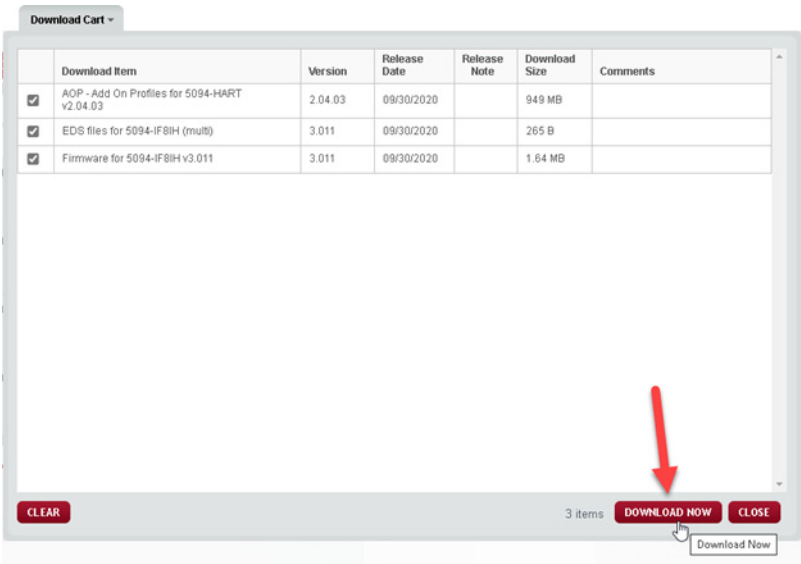 Download Cart
Download Item Version Release Date Release Note Download Size Comments
AOP - Add On Profiles for 5094-HART v2.04.03 2.04.03 09/30/2020 949 MB
EDS files for 5094-IF8IH (multi) 3.011 09/30/2020 265 B
Firmware for 5094-IF8IH v3.011 3.011 09/30/2020 1.64 MB
CLEAR 3 items DOWNLOAD NOW CLOSE
Download Now